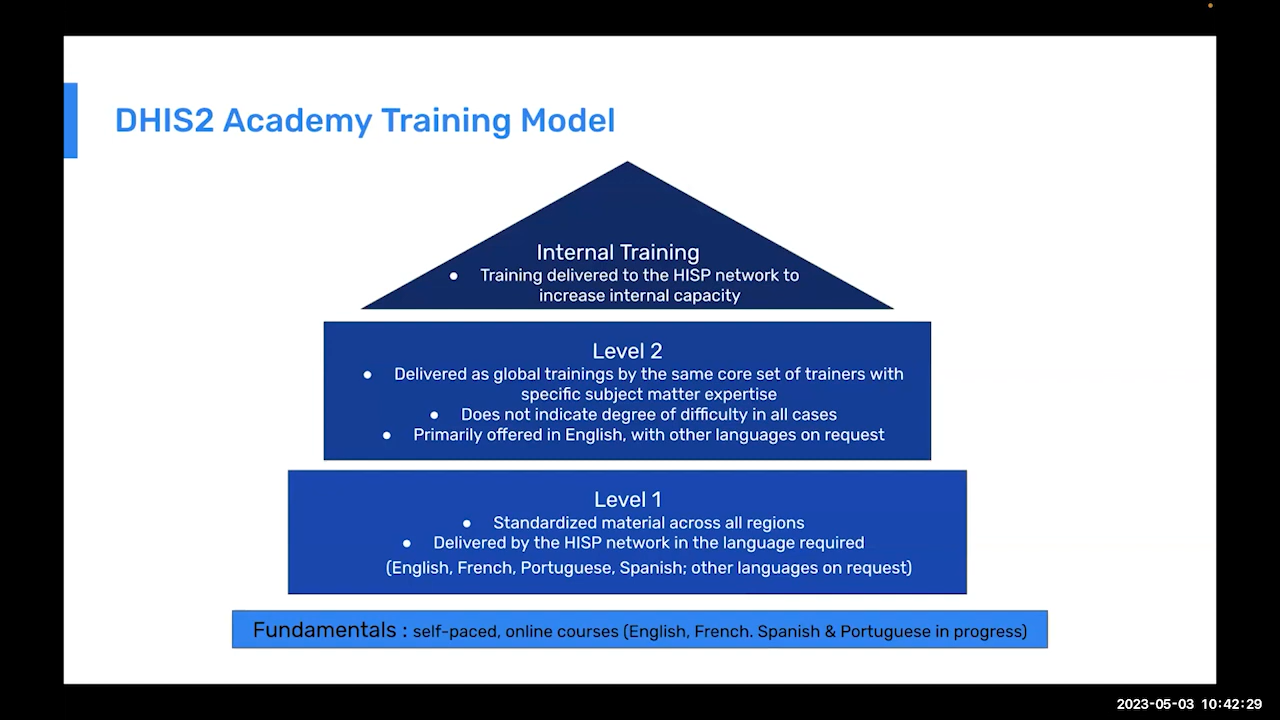 DHIS2 Academy Training Model
Internal Training
● Training delivered to the HISP network to
increase internal capacity
Level 2
● Delivered as global trainings by the same core set of trainers with
specific subject matter expertise
● Does not indicate degree of difficulty in all cases
● Primarily offered in English, with other languages on request
Level 1
● Standardized material across all regions
● Delivered by the HISP network in the language required
(English, French, Portuguese, Spanish; other languages on request)
Fundamentals : self-paced, online courses (English, French. Spanish & Portuguese in progress)
2023-05-03 10:42:29